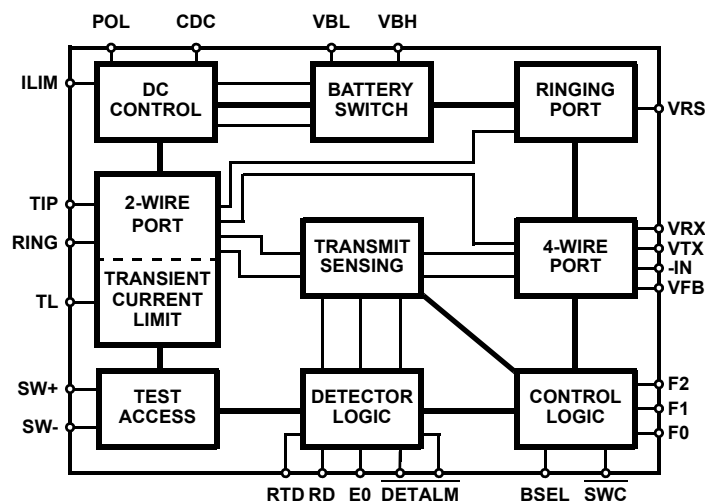 POL CDC VBL VBH
ILIM
DC
CONTROL
BATTERY
SWITCH
RINGING
PORT
VRS
TIP
RING
TL
2-WIRE
PORT
TRANSIENT
CURRENT
LIMIT
TRANSMIT
SENSING
4-WIRE
PORT
VRX
VTX
-IN
VFB
SW+
SW-
TEST
ACCESS
DETECTOR
LOGIC
CONTROL
LOGIC
F2
F1
F0
RTD RD E0 DET ALM BSEL SWC